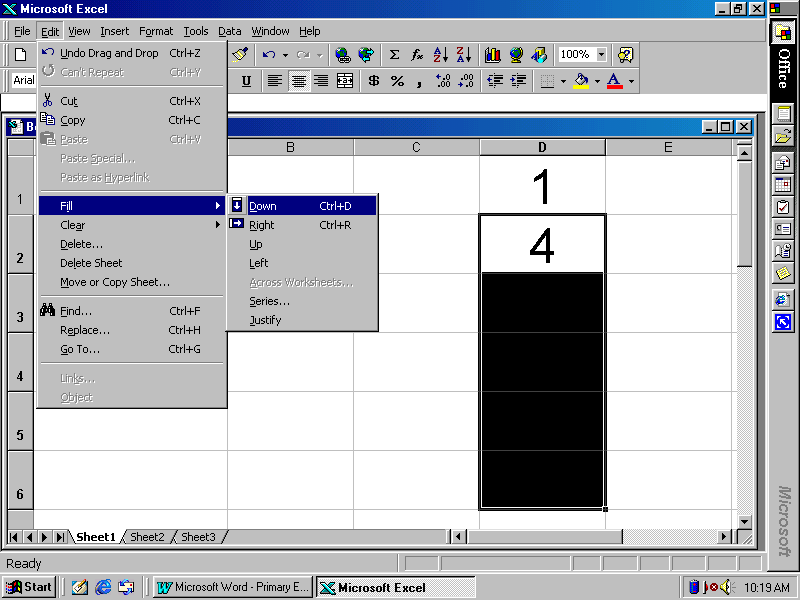 Microsoft Excel
File Edit View Insert Format Tools Data Window Help
Undo Drag and Drop Ctrl+Z
Can't Repeat Ctrl+Y
Cut Ctrl+X
Copy Ctrl+C
Paste Ctrl+V
Paste Special...
Paste as Hyperlink
Fill
Clear
Delete...
Delete Sheet
Move or Copy Sheet...
Find... Ctrl+F
Replace... Ctrl+H
Go To... Ctrl+G
Links...
Object
Down Ctrl+D
Right Ctrl+R
Up
Left
Across Worksheets...
Series...
Justify
100%
Arial
U $ % ,
B C D E
1 1
2 4
3
4
5
6
Sheet1 Sheet2 Sheet3
Ready
Start Microsoft Word - Primary E... Microsoft Excel 10:19 AM
Office
Microsoft